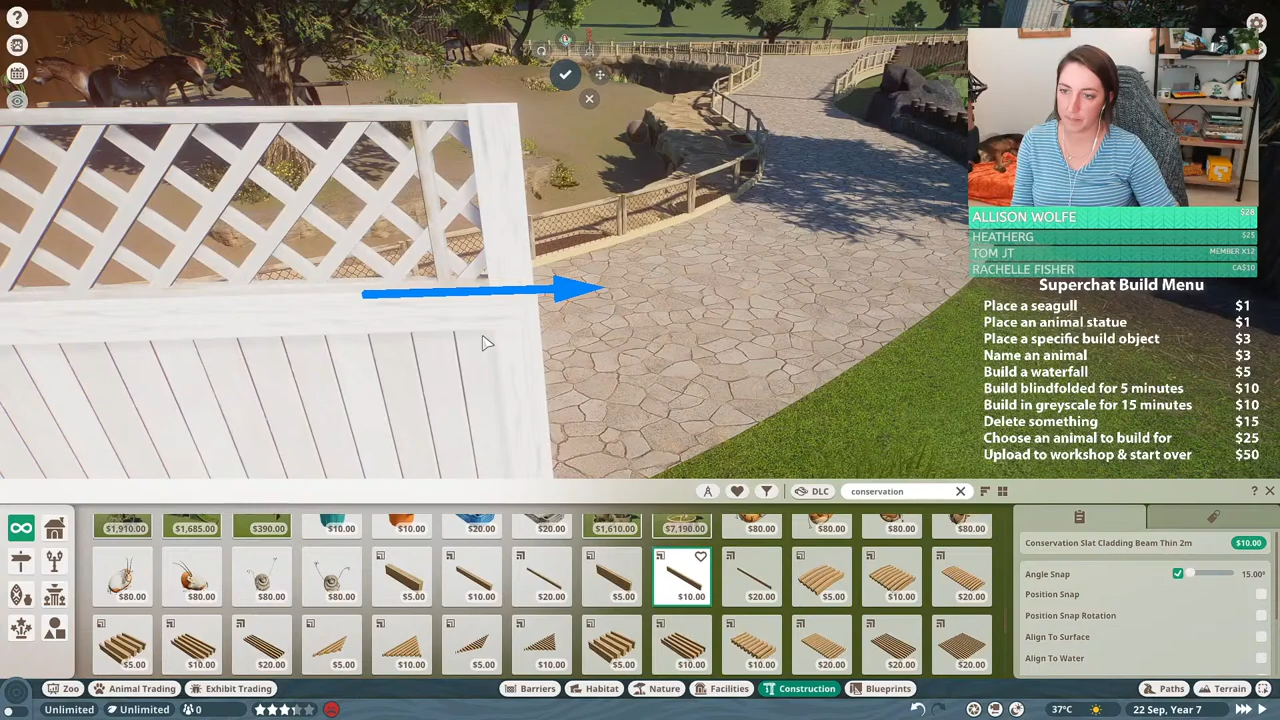 ?
ALLISON WOLFE $28
HEATHERG $25
TOM JT MEMBER X12
RACHELLE FISHER CA$10
Superchat Build Menu
Place a seagull $1
Place an animal statue $1
Place a specific build object $3
Name an animal $3
Build a waterfall $5
Build blindfolded for 5 minutes $10
Build in greyscale for 15 minutes $10
Delete something $15
Choose an animal to build for $25
Upload to workshop & start over $50
DLC conservation ? X
$1,910.00 $1,685.00 $390.00 $10.00 $10.00 $20.00 $20.00 $1,610.00 $7,190.00 $80.00 $80.00 $80.00 $80.00
$80.00 $80.00 $80.00 $80.00 $5.00 $10.00 $20.00 $5.00 $10.00 $20.00 $5.00 $10.00 $20.00
$5.00 $10.00 $20.00 $5.00 $10.00 $5.00 $10.00 $5.00 $10.00 $10.00 $20.00 $20.00 $20.00
Conservation Slat Cladding Beam Thin 2m $10.00
Angle Snap 15.00°
Position Snap
Position Snap Rotation
Align To Surface
Align To Water
Zoo Animal Trading Exhibit Trading Barriers Habitat Nature Facilities Construction Blueprints Paths Terrain
Unlimited Unlimited 0 37°C 22 Sep, Year 7